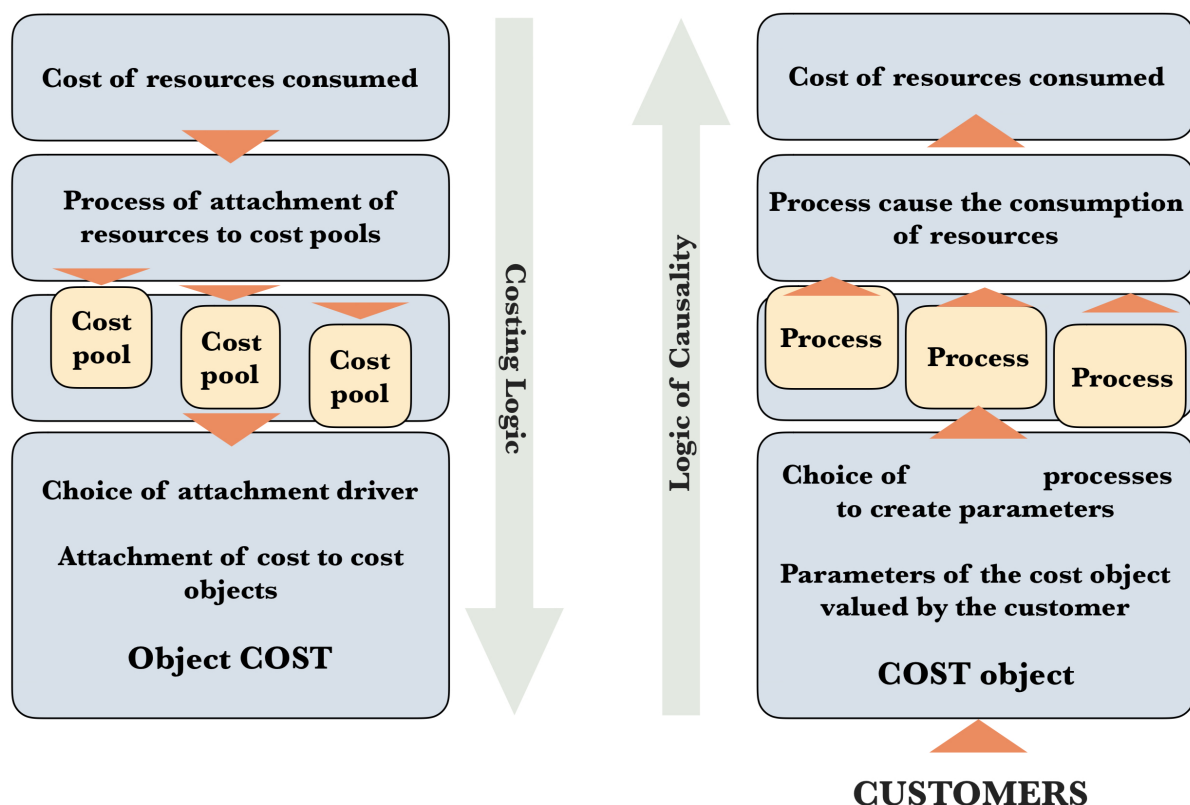 Cost of resources consumed
Process of attachment of
resources to cost pools
Cost
pool
Cost
pool
Cost
pool
Choice of attachment driver
Attachment of cost to cost
objects
Object COST
Costing Logic
Logic of Causality
Cost of resources consumed
Process cause the consumption
of resources
Process
Process
Process
Choice of processes
to create parameters
Parameters of the cost object
valued by the customer
COST object
CUSTOMERS